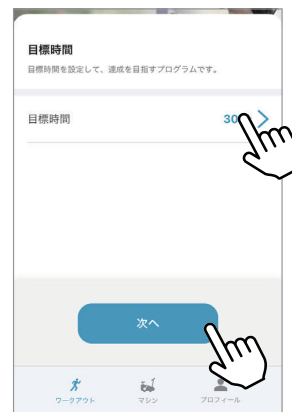 目標時間
目標時間を設定して、達成を目指すプログラムです。
目標時間 30
次へ
ワークアウト マシン プロフィール